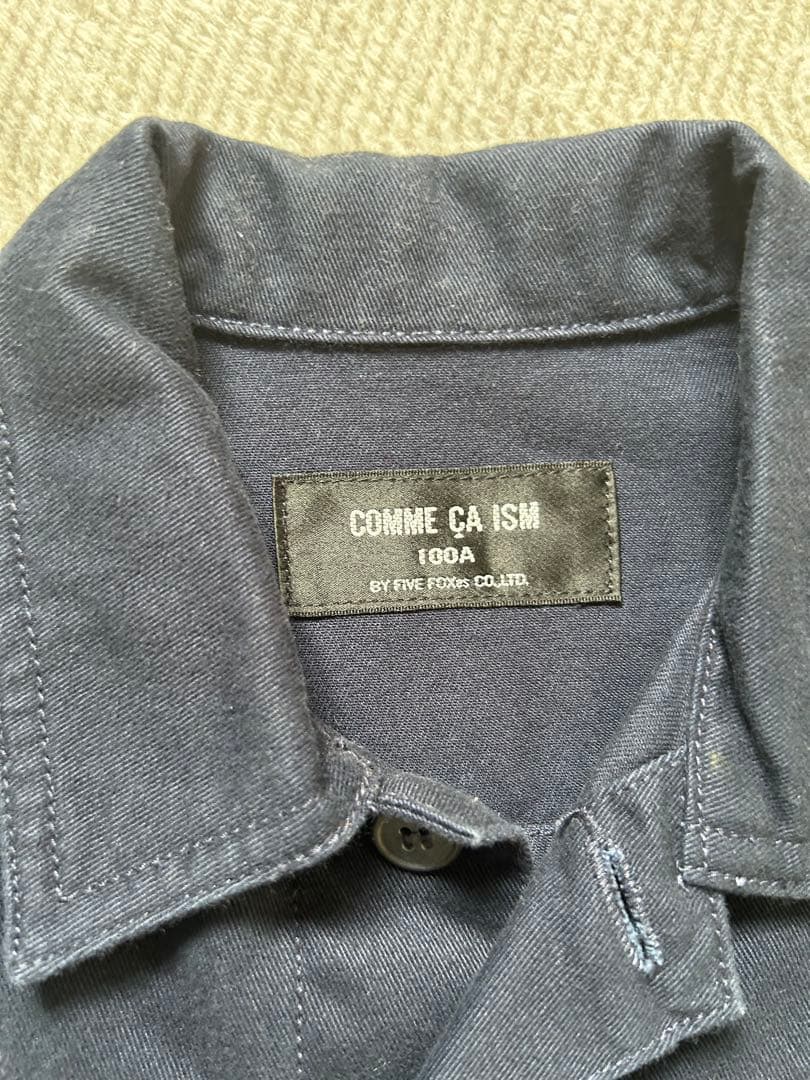 COMME ÇA ISM
100A
BY FIVE FOXes CO.,LTD.